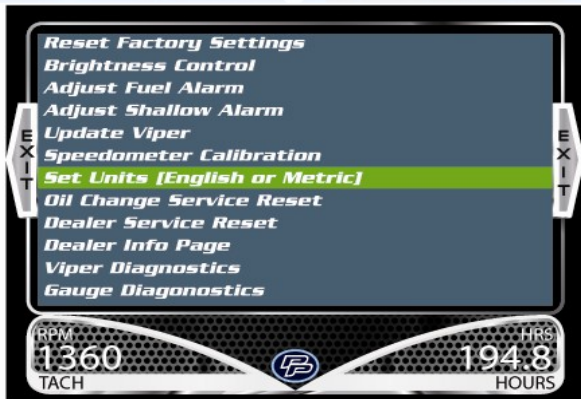 Reset Factory Settings
Brightness Control
Adjust Fuel Alarm
Adjust Shallow Alarm
Update Viper
Speedometer Calibration
Set Units [English or Metric]
Oil Change Service Reset
Dealer Service Reset
Dealer Info Page
Viper Diagnostics
Gauge Diagonostics
EXIT
EXIT
RPM
1360
TACH
HRS
194.8
HOURS